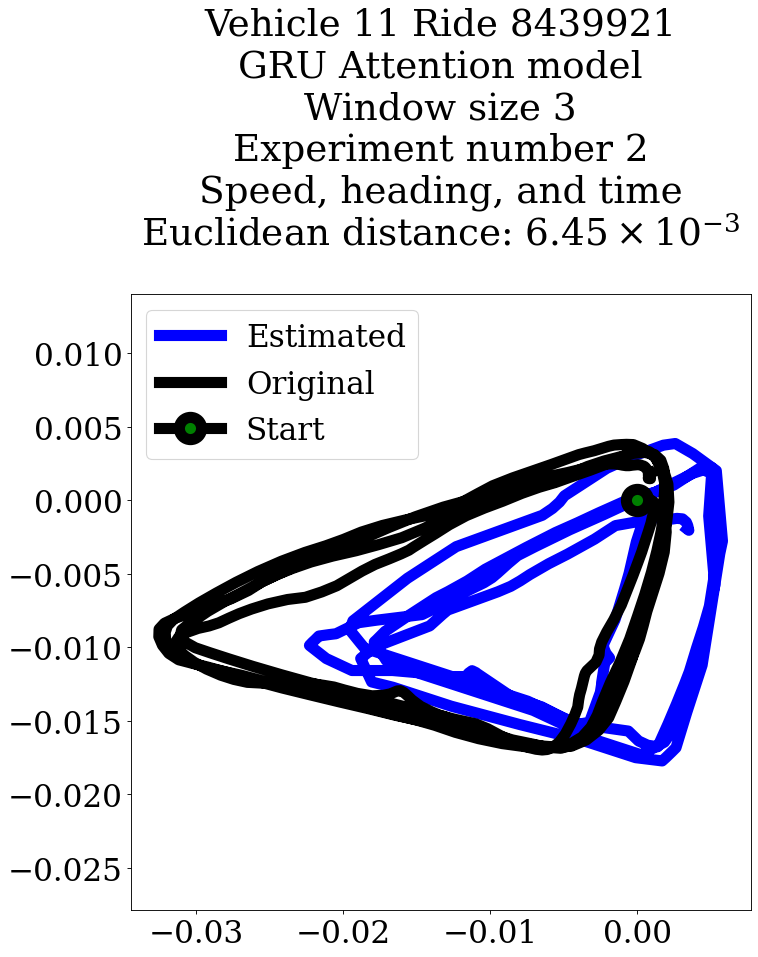 Vehicle 11 Ride 8439921
GRU Attention model
Window size 3
Experiment number 2
Speed, heading, and time
Euclidean distance: 6.45 × 10⁻³
Estimated
Original
Start
0.010
0.005
0.000
−0.005
−0.010
−0.015
−0.020
−0.025
−0.03 −0.02 −0.01 0.00